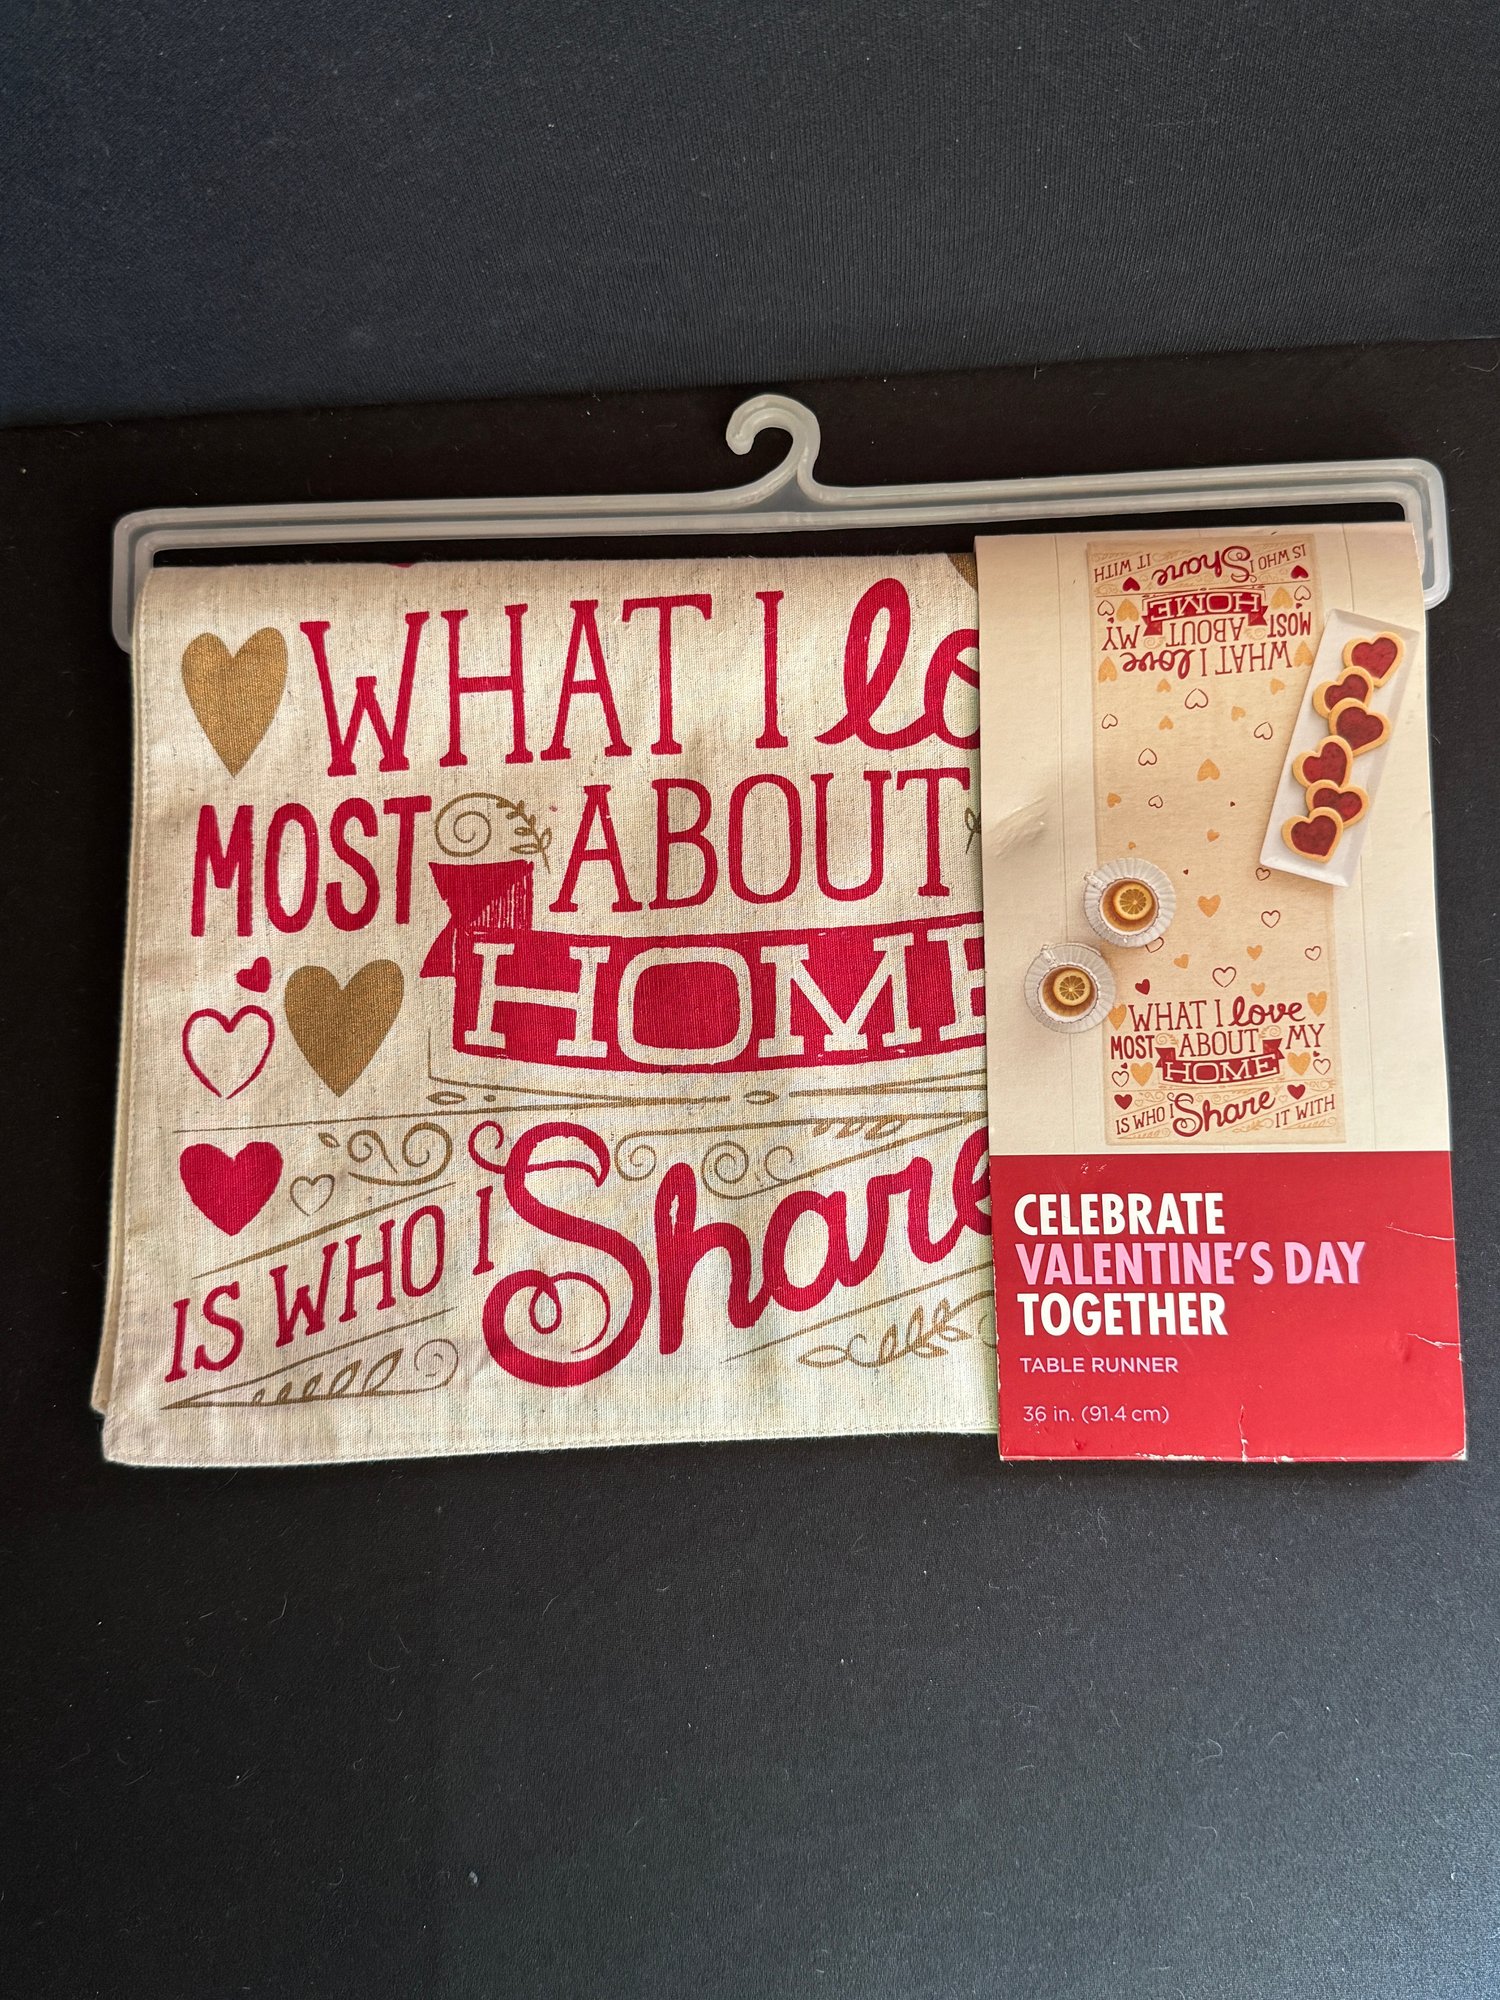 WHAT I lo
MOST ABOUT
HOME
IS WHO I Share
IT WITH
IS WHO I Share
HOME
MOST ABOUT MY
WHAT I love
WHAT I love
MOST ABOUT MY
HOME
IS WHO I Share IT WITH
CELEBRATE
VALENTINE'S DAY
TOGETHER
TABLE RUNNER
36 in. (91.4 cm)